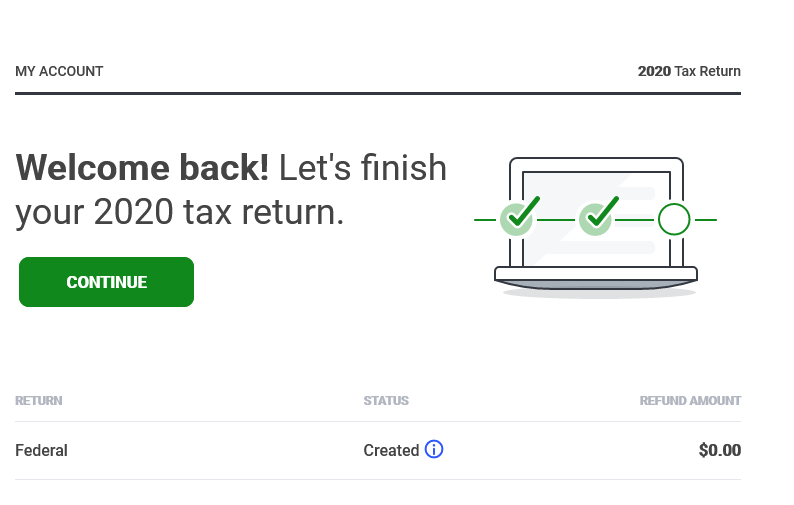 MY ACCOUNT 2020 Tax Return
Welcome back! Let's finish
your 2020 tax return.
CONTINUE
RETURN STATUS REFUND AMOUNT
Federal Created $0.00